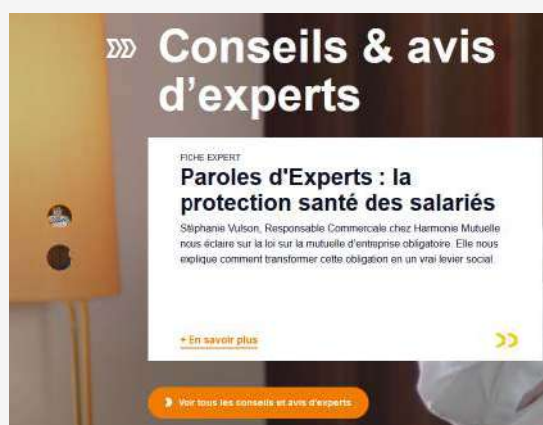 Conseils & avis
d'experts
FICHE EXPERT
Paroles d'Experts : la
protection santé des salariés
Stéphanie Vulson, Responsable Commerciale chez Harmonie Mutuelle
nous éclaire sur la loi sur la mutuelle d'entreprise obligatoire. Elle nous
explique comment transformer cette obligation en un vrai levier social.
+ En savoir plus
Voir tous les conseils et avis d'experts